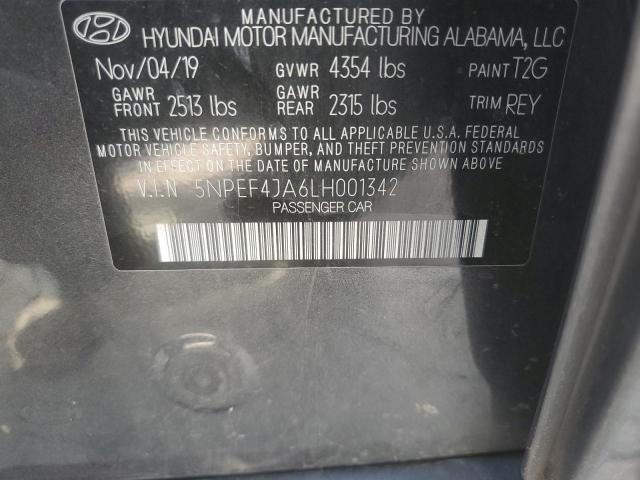 MANUFACTURED BY
HYUNDAI MOTOR MANUFACTURING ALABAMA, LLC
Nov/04/19 GVWR 4354 lbs PAINT T2G
GAWR FRONT 2513 lbs GAWR REAR 2315 lbs TRIM REY
THIS VEHICLE CONFORMS TO ALL APPLICABLE U.S.A. FEDERAL
MOTOR VEHICLE SAFETY, BUMPER, AND THEFT PREVENTION STANDARDS
IN EFFECT ON THE DATE OF MANUFACTURE SHOWN ABOVE.
V.I.N 5NPEF4JA6LH001342
PASSENGER CAR